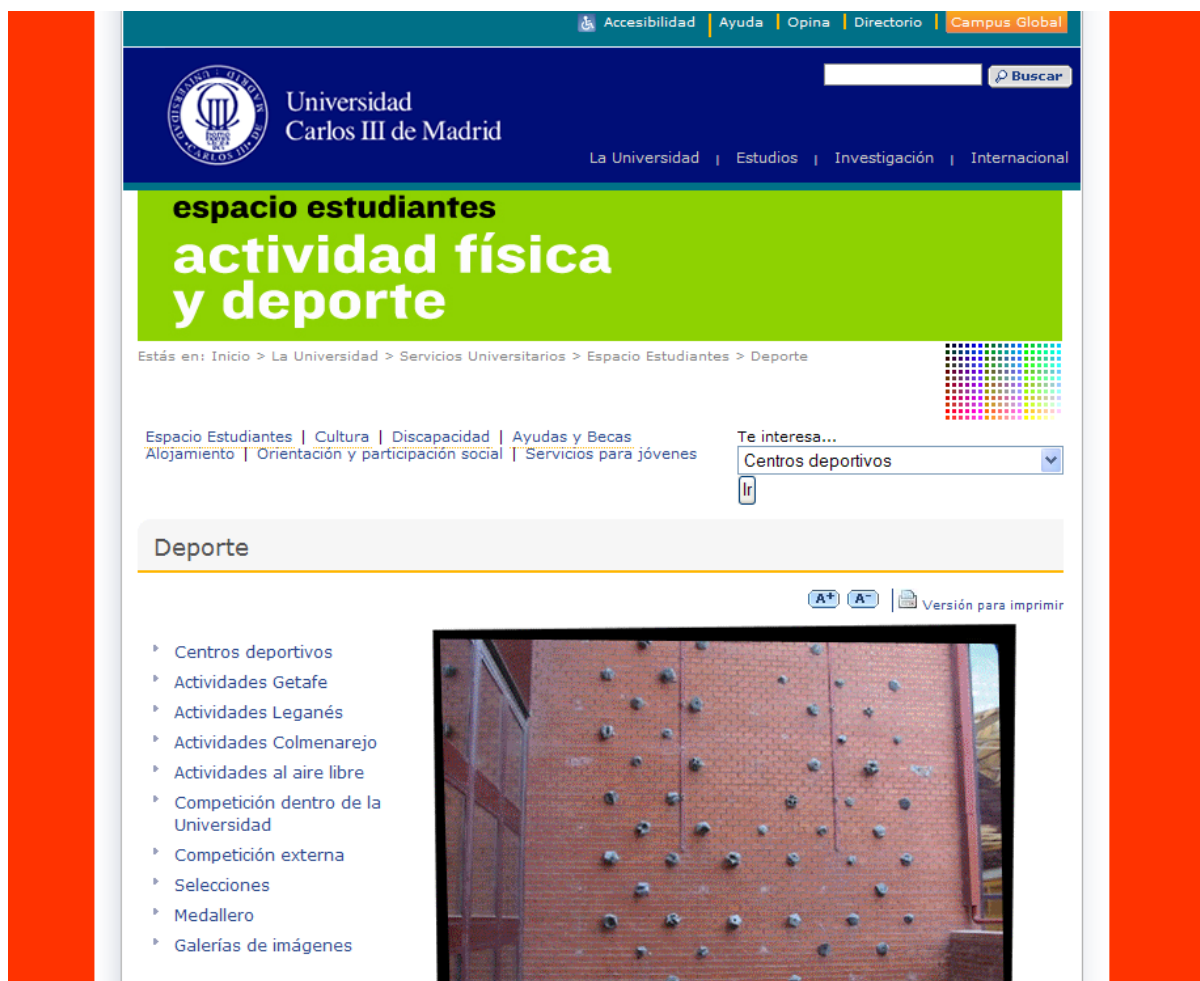 Accesibilidad | Ayuda | Opina | Directorio | Campus Global
Buscar
Universidad
Carlos III de Madrid
La Universidad | Estudios | Investigación | Internacional
espacio estudiantes
actividad física
y deporte
Estás en: Inicio > La Universidad > Servicios Universitarios > Espacio Estudiantes > Deporte
Espacio Estudiantes | Cultura | Discapacidad | Ayudas y Becas
Alojamiento | Orientación y participación social | Servicios para jóvenes
Te interesa...
Centros deportivos
Ir
Deporte
A+ A- | Versión para imprimir
Centros deportivos
Actividades Getafe
Actividades Leganés
Actividades Colmenarejo
Actividades al aire libre
Competición dentro de la
Universidad
Competición externa
Selecciones
Medallero
Galerías de imágenes